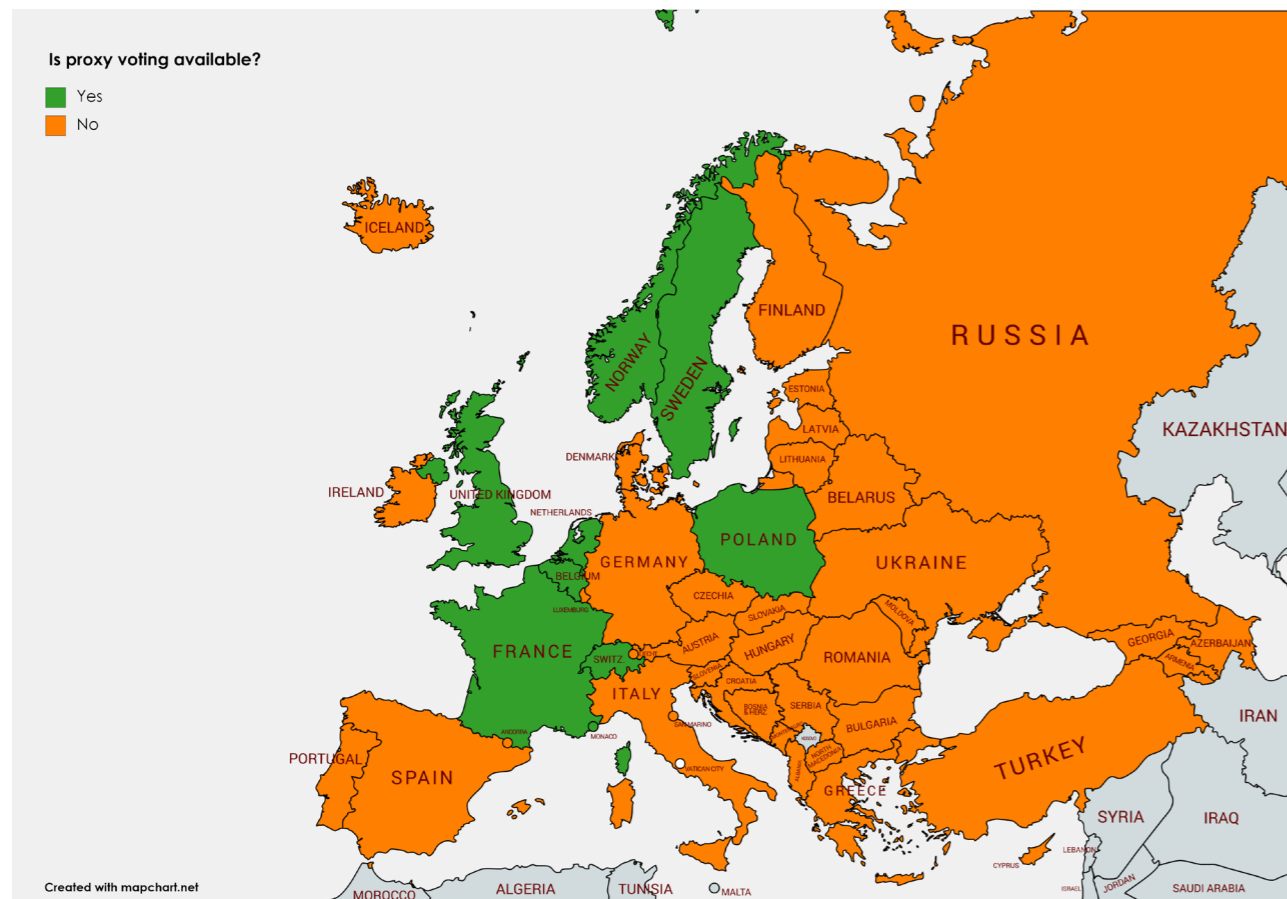 Is proxy voting available?
Yes
No
ICELAND
NORWAY
SWEDEN
FINLAND
RUSSIA
ESTONIA
LATVIA
LITHUANIA
DENMARK
KAZAKHSTAN
IRELAND
UNITED KINGDOM
NETHERLANDS
BELARUS
POLAND
GERMANY
BELGIUM
UKRAINE
LUXEMBURG
CZECHIA
SLOVAKIA
MOLDOVA
FRANCE
SWITZ.
AUSTRIA
HUNGARY
ROMANIA
GEORGIA
AZERBAIJAN
ARMENIA
SLOVENIA
CROATIA
ITALY
BOSNIA
& HERZ.
SERBIA
SAN MARINO
MONTENEGRO
KOSOVO
BULGARIA
ANDORRA
MONACO
IRAN
PORTUGAL
SPAIN
VATICAN CITY
NORTH
MACEDONIA
ALBANIA
TURKEY
GREECE
SYRIA
IRAQ
LEBANON
CYPRUS
ISRAEL
JORDAN
SAUDI ARABIA
MOROCCO
ALGERIA
TUNISIA
MALTA
Created with mapchart.net